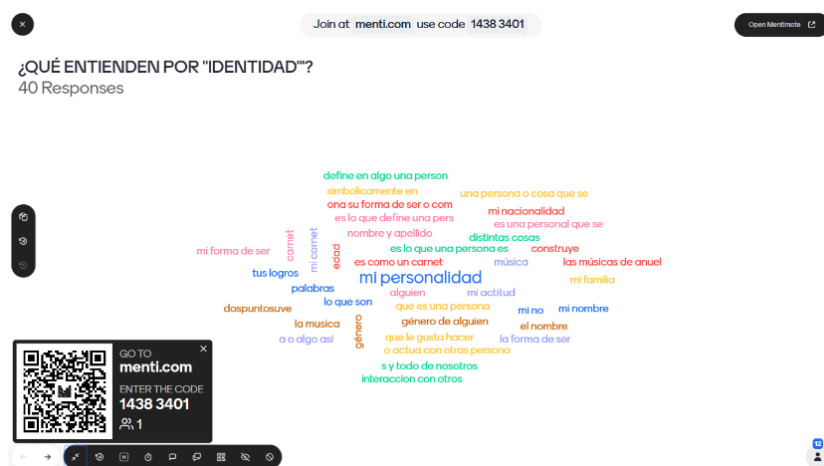 Join at menti.com use code 1438 3401
Open Mentimote
¿QUÉ ENTIENDEN POR "IDENTIDAD""?
40 Responses
define en algo una person
simbolicamente en
una persona o cosa que se
ona su forma de ser o com
mi nacionalidad
es lo que define una pers
es una personal que se
nombre y apellido
distintas cosas
mi forma de ser
carnet
mi carnet
edad
es lo que una persona es
construye
es como un carnet
música
las músicas de anuel
tus logros
mi personalidad
mi familia
palabras
alguien
mi actitud
lo que son
dospuntosuve
que es una persona
mi no
mi nombre
la musica
género
género de alguien
el nombre
a o algo así
que le gusta hacer
la forma de ser
o actua con otras persona
s y todo de nosotros
interaccion con otros
GO TO
menti.com
ENTER THE CODE
1438 3401
1
12